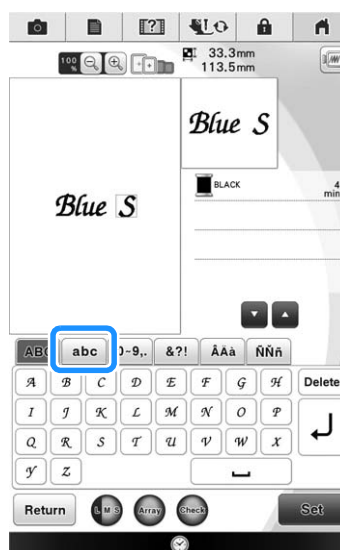 100 %
33.3mm
113.5mm
Blue S
BLACK
4 min
Blue S
ABC abc 0~9,. &?! ÂÃà ÑÑñ
A B C D E F G H Delete
I J K L M N O P
Q R S T U V W X
Y Z
Return L M S Array Check Set